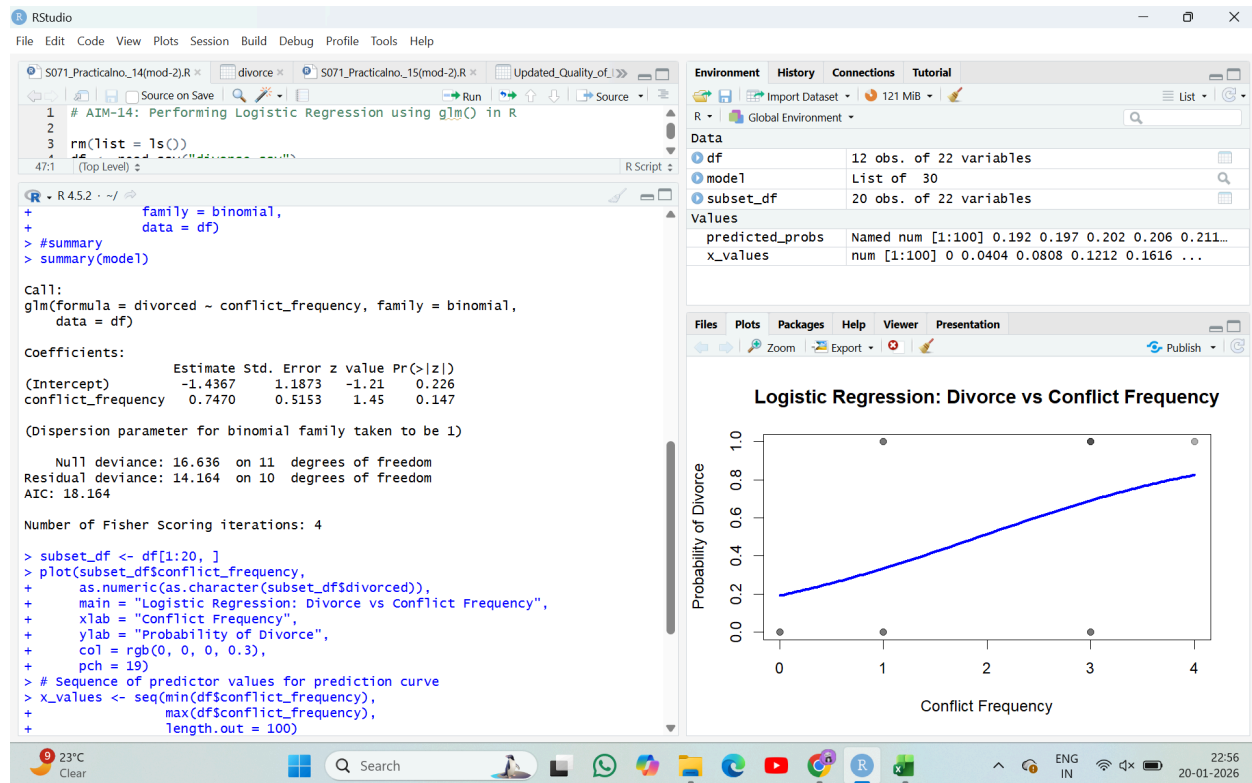 RStudio
File Edit Code View Plots Session Build Debug Profile Tools Help
S071_Practicalno._14(mod-2).R × divorce × S071_Practicalno._15(mod-2).R × Updated_Quality_of_
Source on Save Run Source
1 # AIM-14: Performing Logistic Regression using glm() in R
2
3 rm(list = ls())
47:1 (Top Level) R Script
R 4.5.2 · ~/
+ family = binomial,
+ data = df)
> #summary
> summary(model)
Call:
glm(formula = divorced ~ conflict_frequency, family = binomial,
data = df)
Coefficients:
Estimate Std. Error z value Pr(>|z|)
(Intercept) -1.4367 1.1873 -1.21 0.226
conflict_frequency 0.7470 0.5153 1.45 0.147
(Dispersion parameter for binomial family taken to be 1)
Null deviance: 16.636 on 11 degrees of freedom
Residual deviance: 14.164 on 10 degrees of freedom
AIC: 18.164
Number of Fisher Scoring iterations: 4
> subset_df <- df[1:20, ]
> plot(subset_df$conflict_frequency,
+ as.numeric(as.character(subset_df$divorced)),
+ main = "Logistic Regression: Divorce vs Conflict Frequency",
+ xlab = "Conflict Frequency",
+ ylab = "Probability of Divorce",
+ col = rgb(0, 0, 0, 0.3),
+ pch = 19)
> # Sequence of predictor values for prediction curve
> x_values <- seq(min(df$conflict_frequency),
+ max(df$conflict_frequency),
+ length.out = 100)
Environment History Connections Tutorial
Import Dataset 121 MiB List
R Global Environment
Data
df 12 obs. of 22 variables
model List of 30
subset_df 20 obs. of 22 variables
Values
predicted_probs Named num [1:100] 0.192 0.197 0.202 0.206 0.211…
x_values num [1:100] 0 0.0404 0.0808 0.1212 0.1616 ...
Files Plots Packages Help Viewer Presentation
Zoom Export Publish
Logistic Regression: Divorce vs Conflict Frequency
Probability of Divorce
1.0
0.8
0.6
0.4
0.2
0.0
0 1 2 3 4
Conflict Frequency
9 23°C
Clear
Search
ENG
IN
22:56
20-01-2026